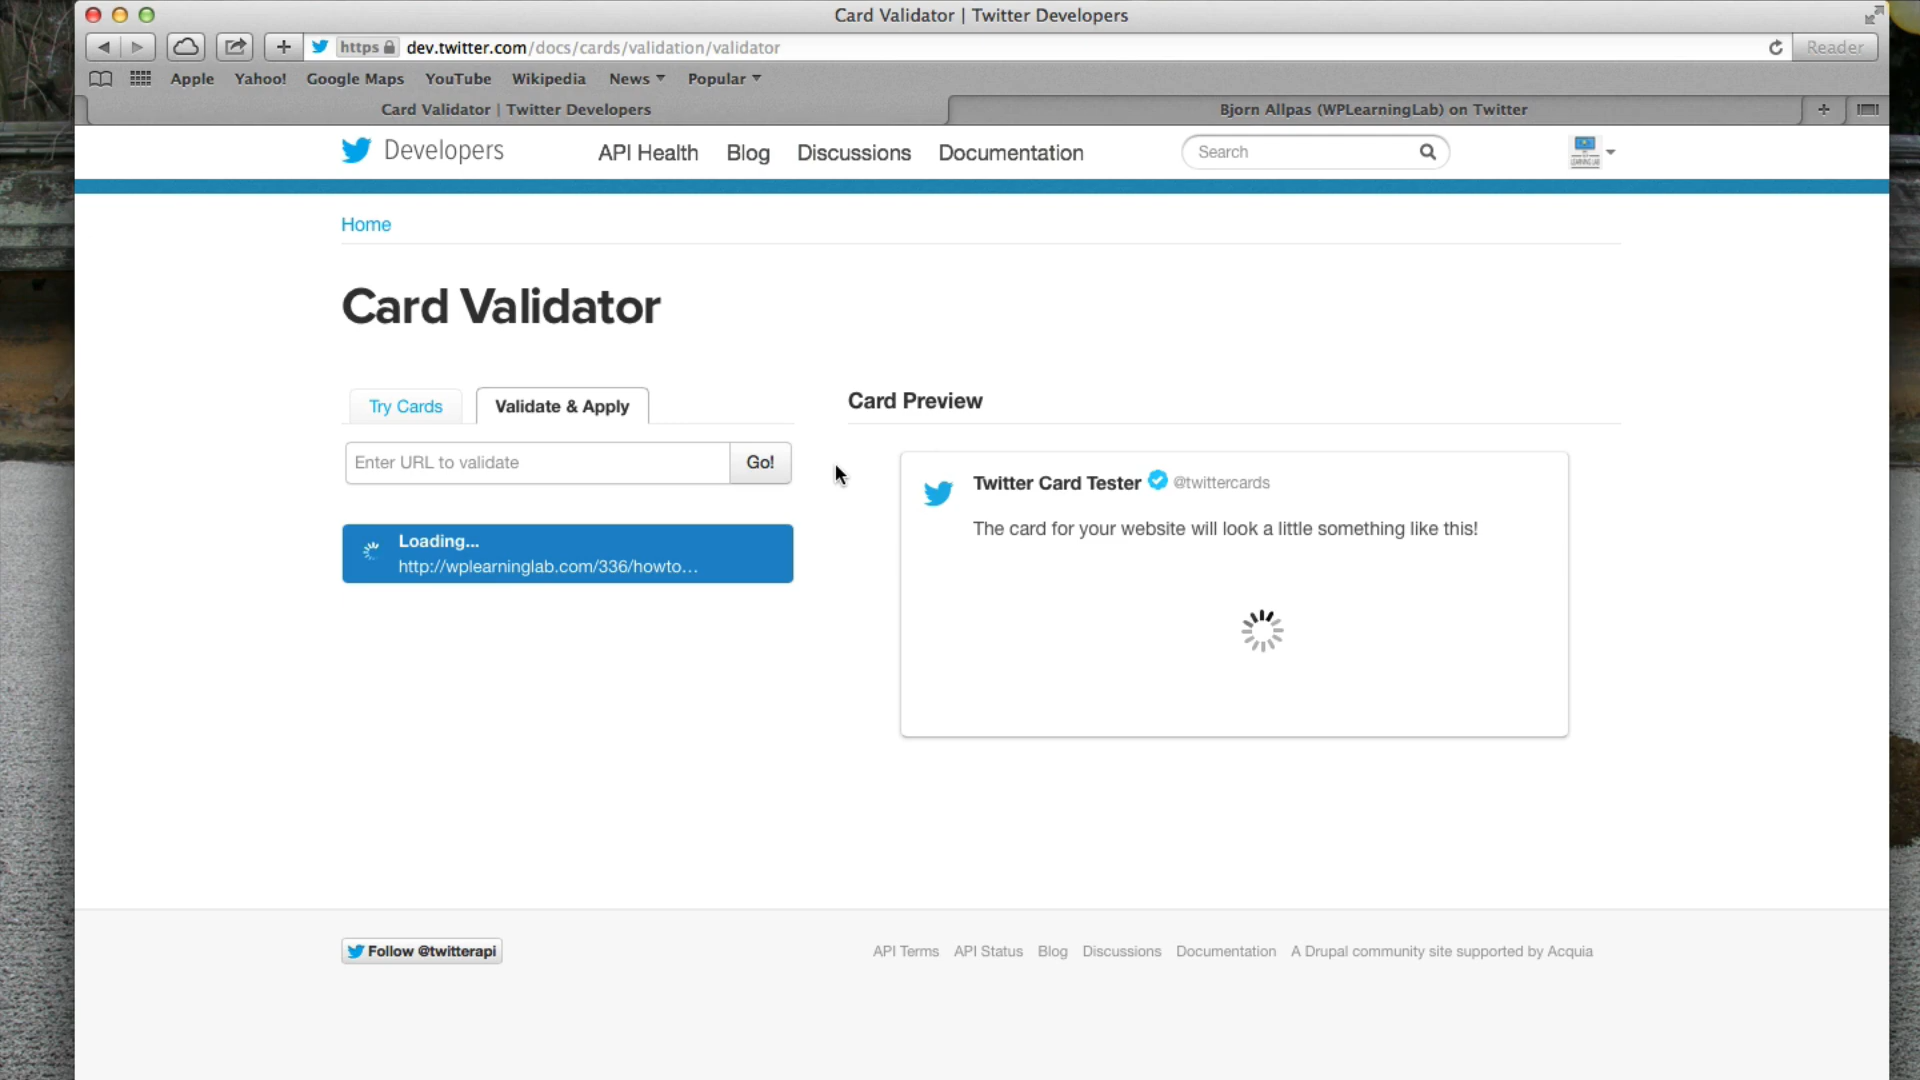 Card Validator | Twitter Developers
https dev.twitter.com/docs/cards/validation/validator
Reader
Apple Yahoo! Google Maps YouTube Wikipedia News Popular
Card Validator | Twitter Developers
Bjorn Allpas (WPLearningLab) on Twitter
Developers
API Health Blog Discussions Documentation
Search
Home
Card Validator
Try Cards
Validate & Apply
Enter URL to validate
Go!
Loading...
http://wplearninglab.com/336/howto...
Card Preview
Twitter Card Tester @twittercards
The card for your website will look a little something like this!
Follow @twitterapi
API Terms API Status Blog Discussions Documentation A Drupal community site supported by Acquia